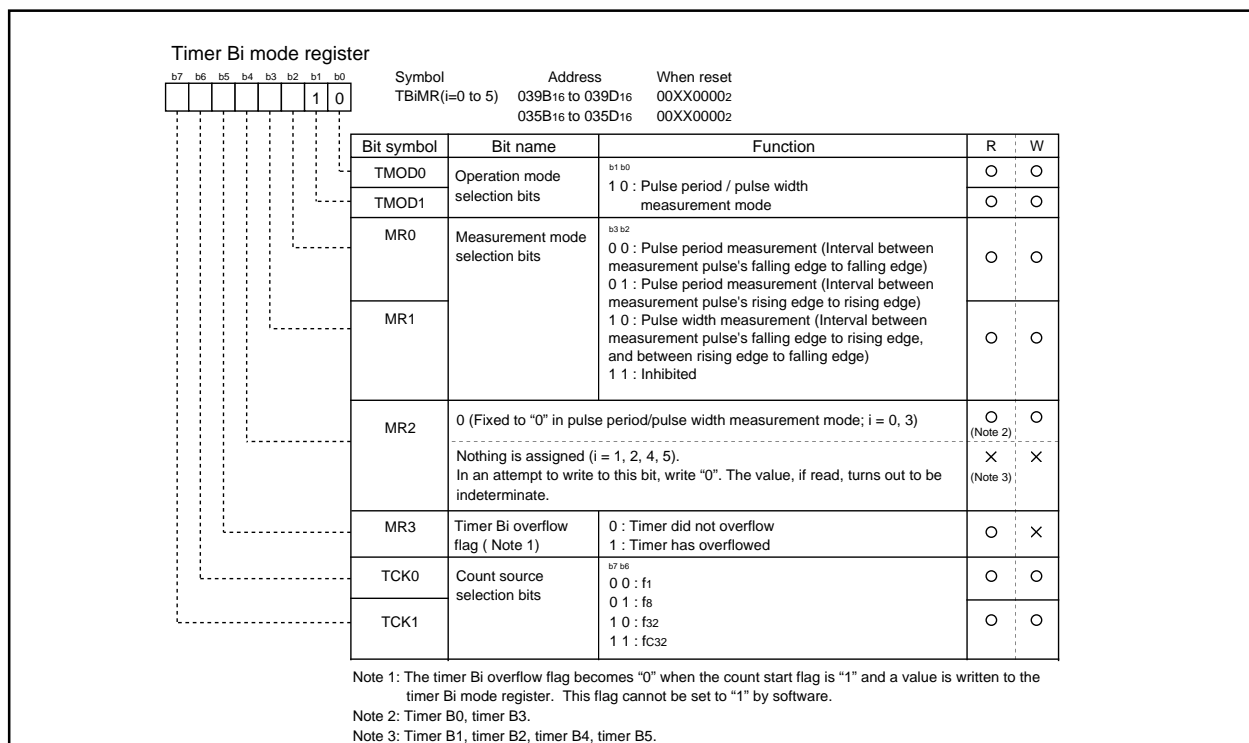 Timer Bi mode register
b7 b6 b5 b4 b3 b2 b1 b0
1 0
Symbol Address When reset
TBiMR(i=0 to 5) 039B16 to 039D16 00XX00002
035B16 to 035D16 00XX00002
Bit symbol Bit name Function R W
TMOD0
TMOD1
Operation mode
selection bits
b1 b0
1 0 : Pulse period / pulse width
measurement mode
MR0
MR1
Measurement mode
selection bits
b3 b2
0 0 : Pulse period measurement (Interval between
measurement pulse's falling edge to falling edge)
0 1 : Pulse period measurement (Interval between
measurement pulse's rising edge to rising edge)
1 0 : Pulse width measurement (Interval between
measurement pulse's falling edge to rising edge,
and between rising edge to falling edge)
1 1 : Inhibited
MR2
0 (Fixed to “0” in pulse period/pulse width measurement mode; i = 0, 3)
(Note 2)
Nothing is assigned (i = 1, 2, 4, 5).
In an attempt to write to this bit, write “0”. The value, if read, turns out to be
indeterminate.
(Note 3)
MR3
Timer Bi overflow
flag ( Note 1)
0 : Timer did not overflow
1 : Timer has overflowed
TCK0
TCK1
Count source
selection bits
b7 b6
0 0 : f1
0 1 : f8
1 0 : f32
1 1 : fC32
Note 1: The timer Bi overflow flag becomes “0” when the count start flag is “1” and a value is written to the
timer Bi mode register. This flag cannot be set to “1” by software.
Note 2: Timer B0, timer B3.
Note 3: Timer B1, timer B2, timer B4, timer B5.